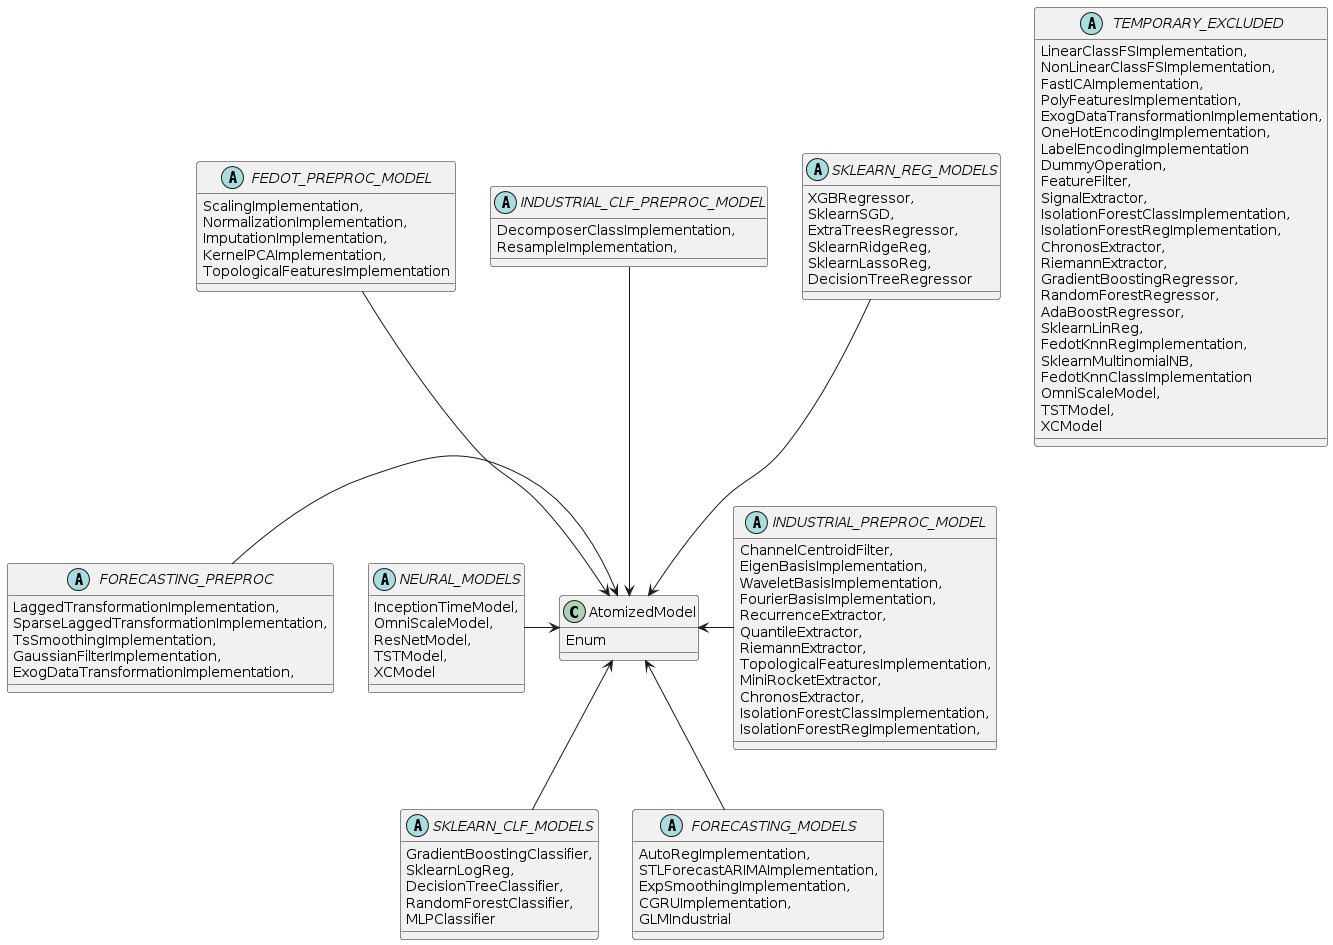 A TEMPORARY_EXCLUDED
LinearClassFSImplementation,
NonLinearClassFSImplementation,
FastICAImplementation,
PolyFeaturesImplementation,
ExogDataTransformationImplementation,
OneHotEncodingImplementation,
LabelEncodingImplementation
DummyOperation,
FeatureFilter,
SignalExtractor,
IsolationForestClassImplementation,
IsolationForestRegImplementation,
ChronosExtractor,
RiemannExtractor,
GradientBoostingRegressor,
RandomForestRegressor,
AdaBoostRegressor,
SklearnLinReg,
FedotKnnRegImplementation,
SklearnMultinomialNB,
FedotKnnClassImplementation
OmniScaleModel,
TSTModel,
XCModel
A FEDOT_PREPROC_MODEL
ScalingImplementation,
NormalizationImplementation,
ImputationImplementation,
KernelPCAImplementation,
TopologicalFeaturesImplementation
A INDUSTRIAL_CLF_PREPROC_MODEL
DecomposerClassImplementation,
ResampleImplementation,
A SKLEARN_REG_MODELS
XGBRegressor,
SklearnSGD,
ExtraTreesRegressor,
SklearnRidgeReg,
SklearnLassoReg,
DecisionTreeRegressor
A FORECASTING_PREPROC
LaggedTransformationImplementation,
SparseLaggedTransformationImplementation,
TsSmoothingImplementation,
GaussianFilterImplementation,
ExogDataTransformationImplementation,
A NEURAL_MODELS
InceptionTimeModel,
OmniScaleModel,
ResNetModel,
TSTModel,
XCModel
C AtomizedModel
Enum
A INDUSTRIAL_PREPROC_MODEL
ChannelCentroidFilter,
EigenBasisImplementation,
WaveletBasisImplementation,
FourierBasisImplementation,
RecurrenceExtractor,
QuantileExtractor,
RiemannExtractor,
TopologicalFeaturesImplementation,
MiniRocketExtractor,
ChronosExtractor,
IsolationForestClassImplementation,
IsolationForestRegImplementation,
A SKLEARN_CLF_MODELS
GradientBoostingClassifier,
SklearnLogReg,
DecisionTreeClassifier,
RandomForestClassifier,
MLPClassifier
A FORECASTING_MODELS
AutoRegImplementation,
STLForecastARIMAImplementation,
ExpSmoothingImplementation,
CGRUImplementation,
GLMIndustrial